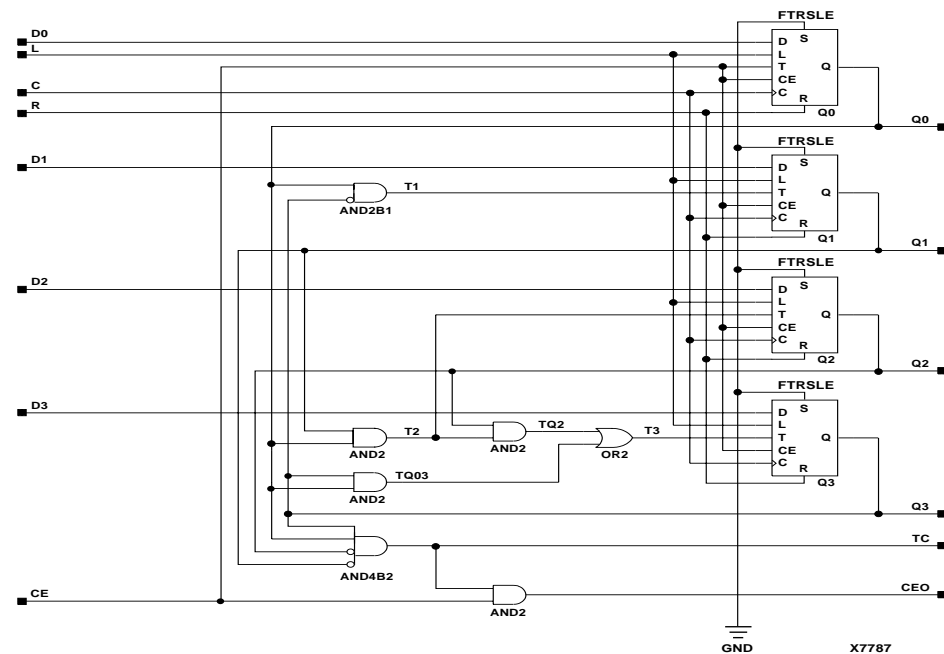 FTRSLE
D0
L
D
S
L
T
Q
CE
C
C
R
R
Q0
Q0
FTRSLE
D1
D
S
L
T1
T
Q
AND2B1
CE
C
R
Q1
Q1
FTRSLE
D2
D
S
L
T
Q
CE
C
R
Q2
Q2
FTRSLE
D3
D
S
L
T2
TQ2
T3
T
Q
AND2
AND2
OR2
CE
C
TQ03
R
Q3
AND2
Q3
TC
AND4B2
CE
CEO
AND2
GND
X7787